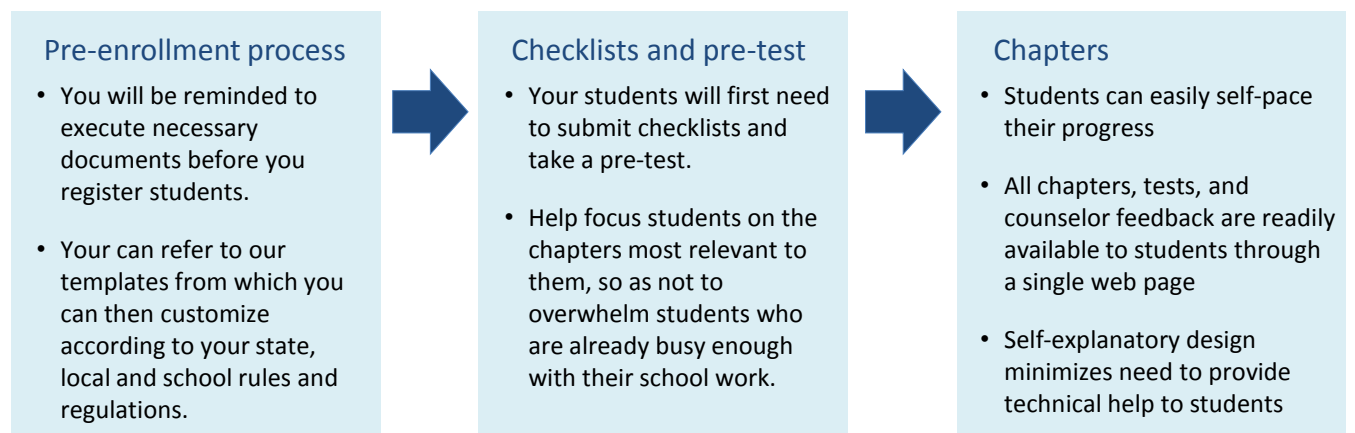 Pre-enrollment process
• You will be reminded to
execute necessary
documents before you
register students.
• Your can refer to our
templates from which you
can then customize
according to your state,
local and school rules and
regulations.
Checklists and pre-test
• Your students will first need
to submit checklists and
take a pre-test.
• Help focus students on the
chapters most relevant to
them, so as not to
overwhelm students who
are already busy enough
with their school work.
Chapters
• Students can easily self-pace
their progress
• All chapters, tests, and
counselor feedback are readily
available to students through
a single web page
• Self-explanatory design
minimizes need to provide
technical help to students